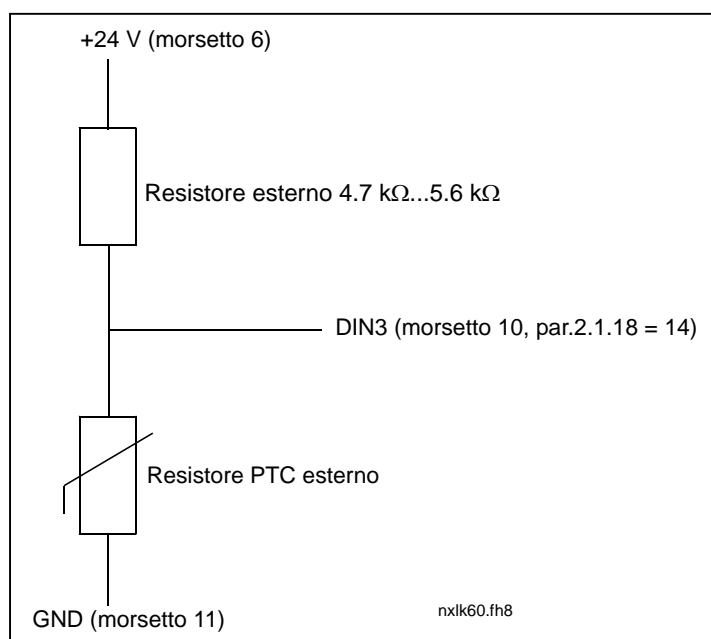 +24 V (morsetto 6)
Resistore esterno 4.7 kΩ...5.6 kΩ
DIN3 (morsetto 10, par.2.1.18 = 14)
Resistore PTC esterno
GND (morsetto 11)
nxlk60.fh8